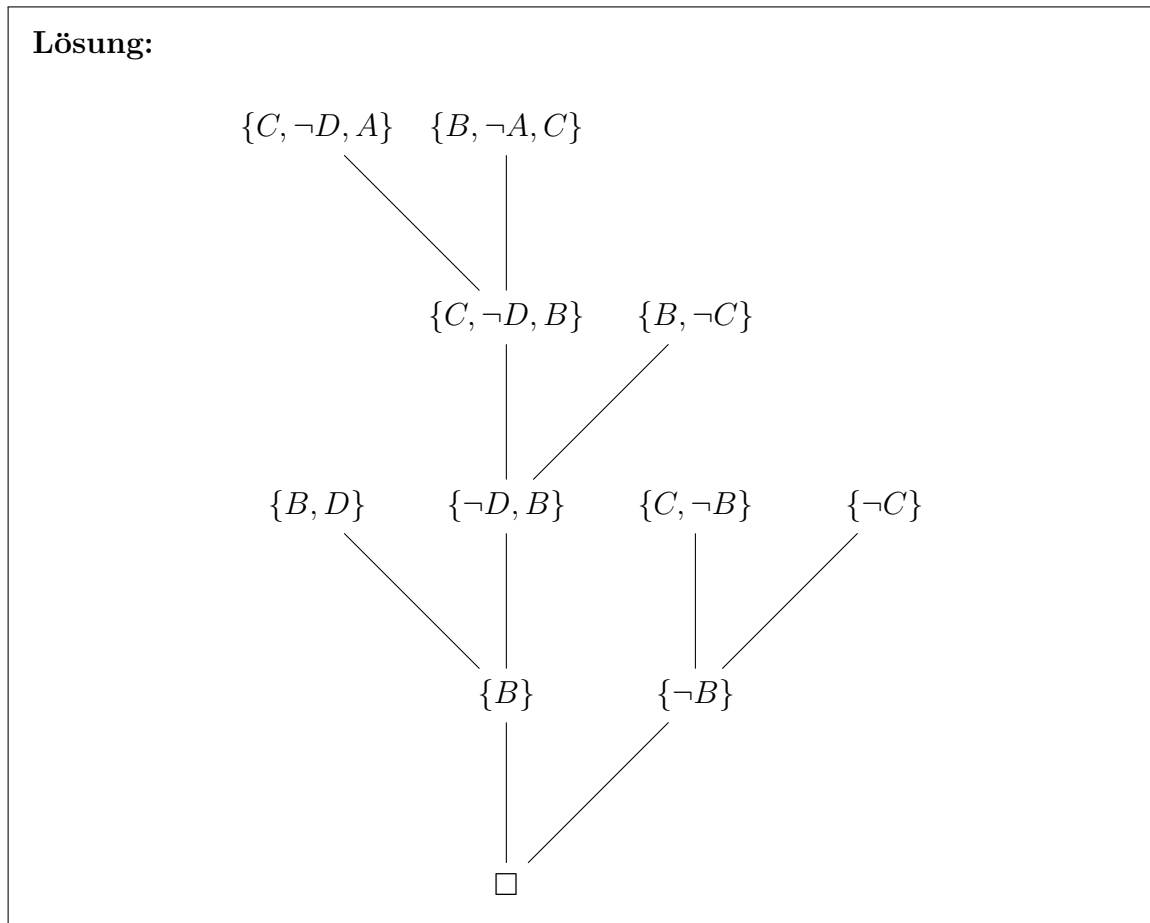 Lösung:
{C, ¬D, A} {B, ¬A, C}
{C, ¬D, B} {B, ¬C}
{B, D} {¬D, B} {C, ¬B} {¬C}
{B} {¬B}
□